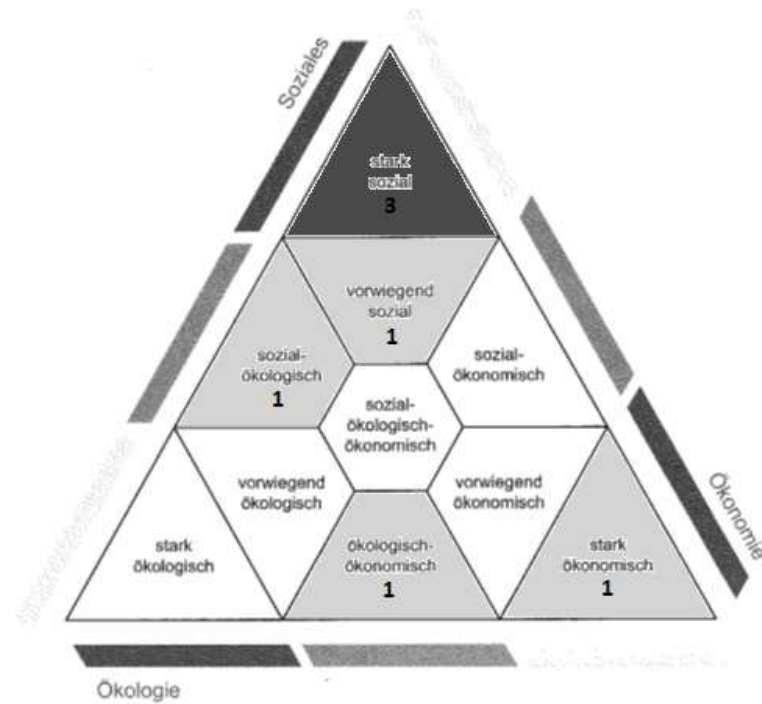 Soziales
stark
sozial
3
vorwiegend
sozial
1
sozial-
ökologisch
1
sozial-
ökonomisch
sozial-
ökologisch-
ökonomisch
vorwiegend
ökologisch
vorwiegend
ökonomisch
stark
ökologisch
ökologisch-
ökonomisch
1
stark
ökonomisch
1
Ökonomie
Ökologie